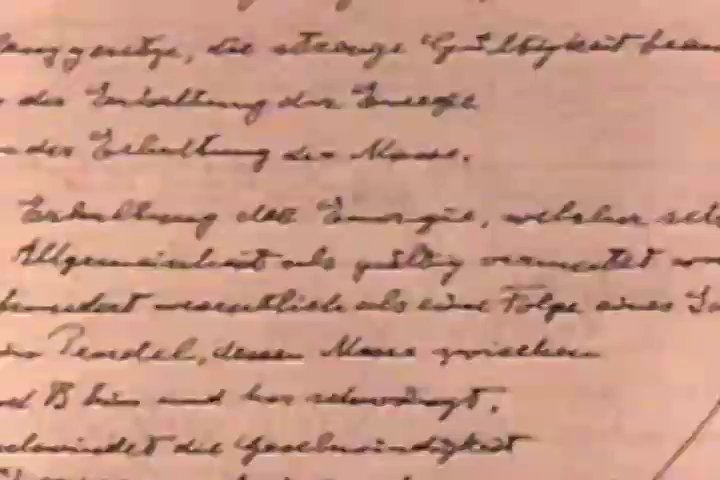 die strenge Gültigkeit bean
der Erhaltung der Energie
der Erhaltung der Masse.
Erhaltung der Energie, welcher
Allgemeinheit als gültig vermutet
wesentlich als eine Folge eines
Pendel, dessen Masse zwischen
B hin und her schwingt.
die Geschwindigkeit